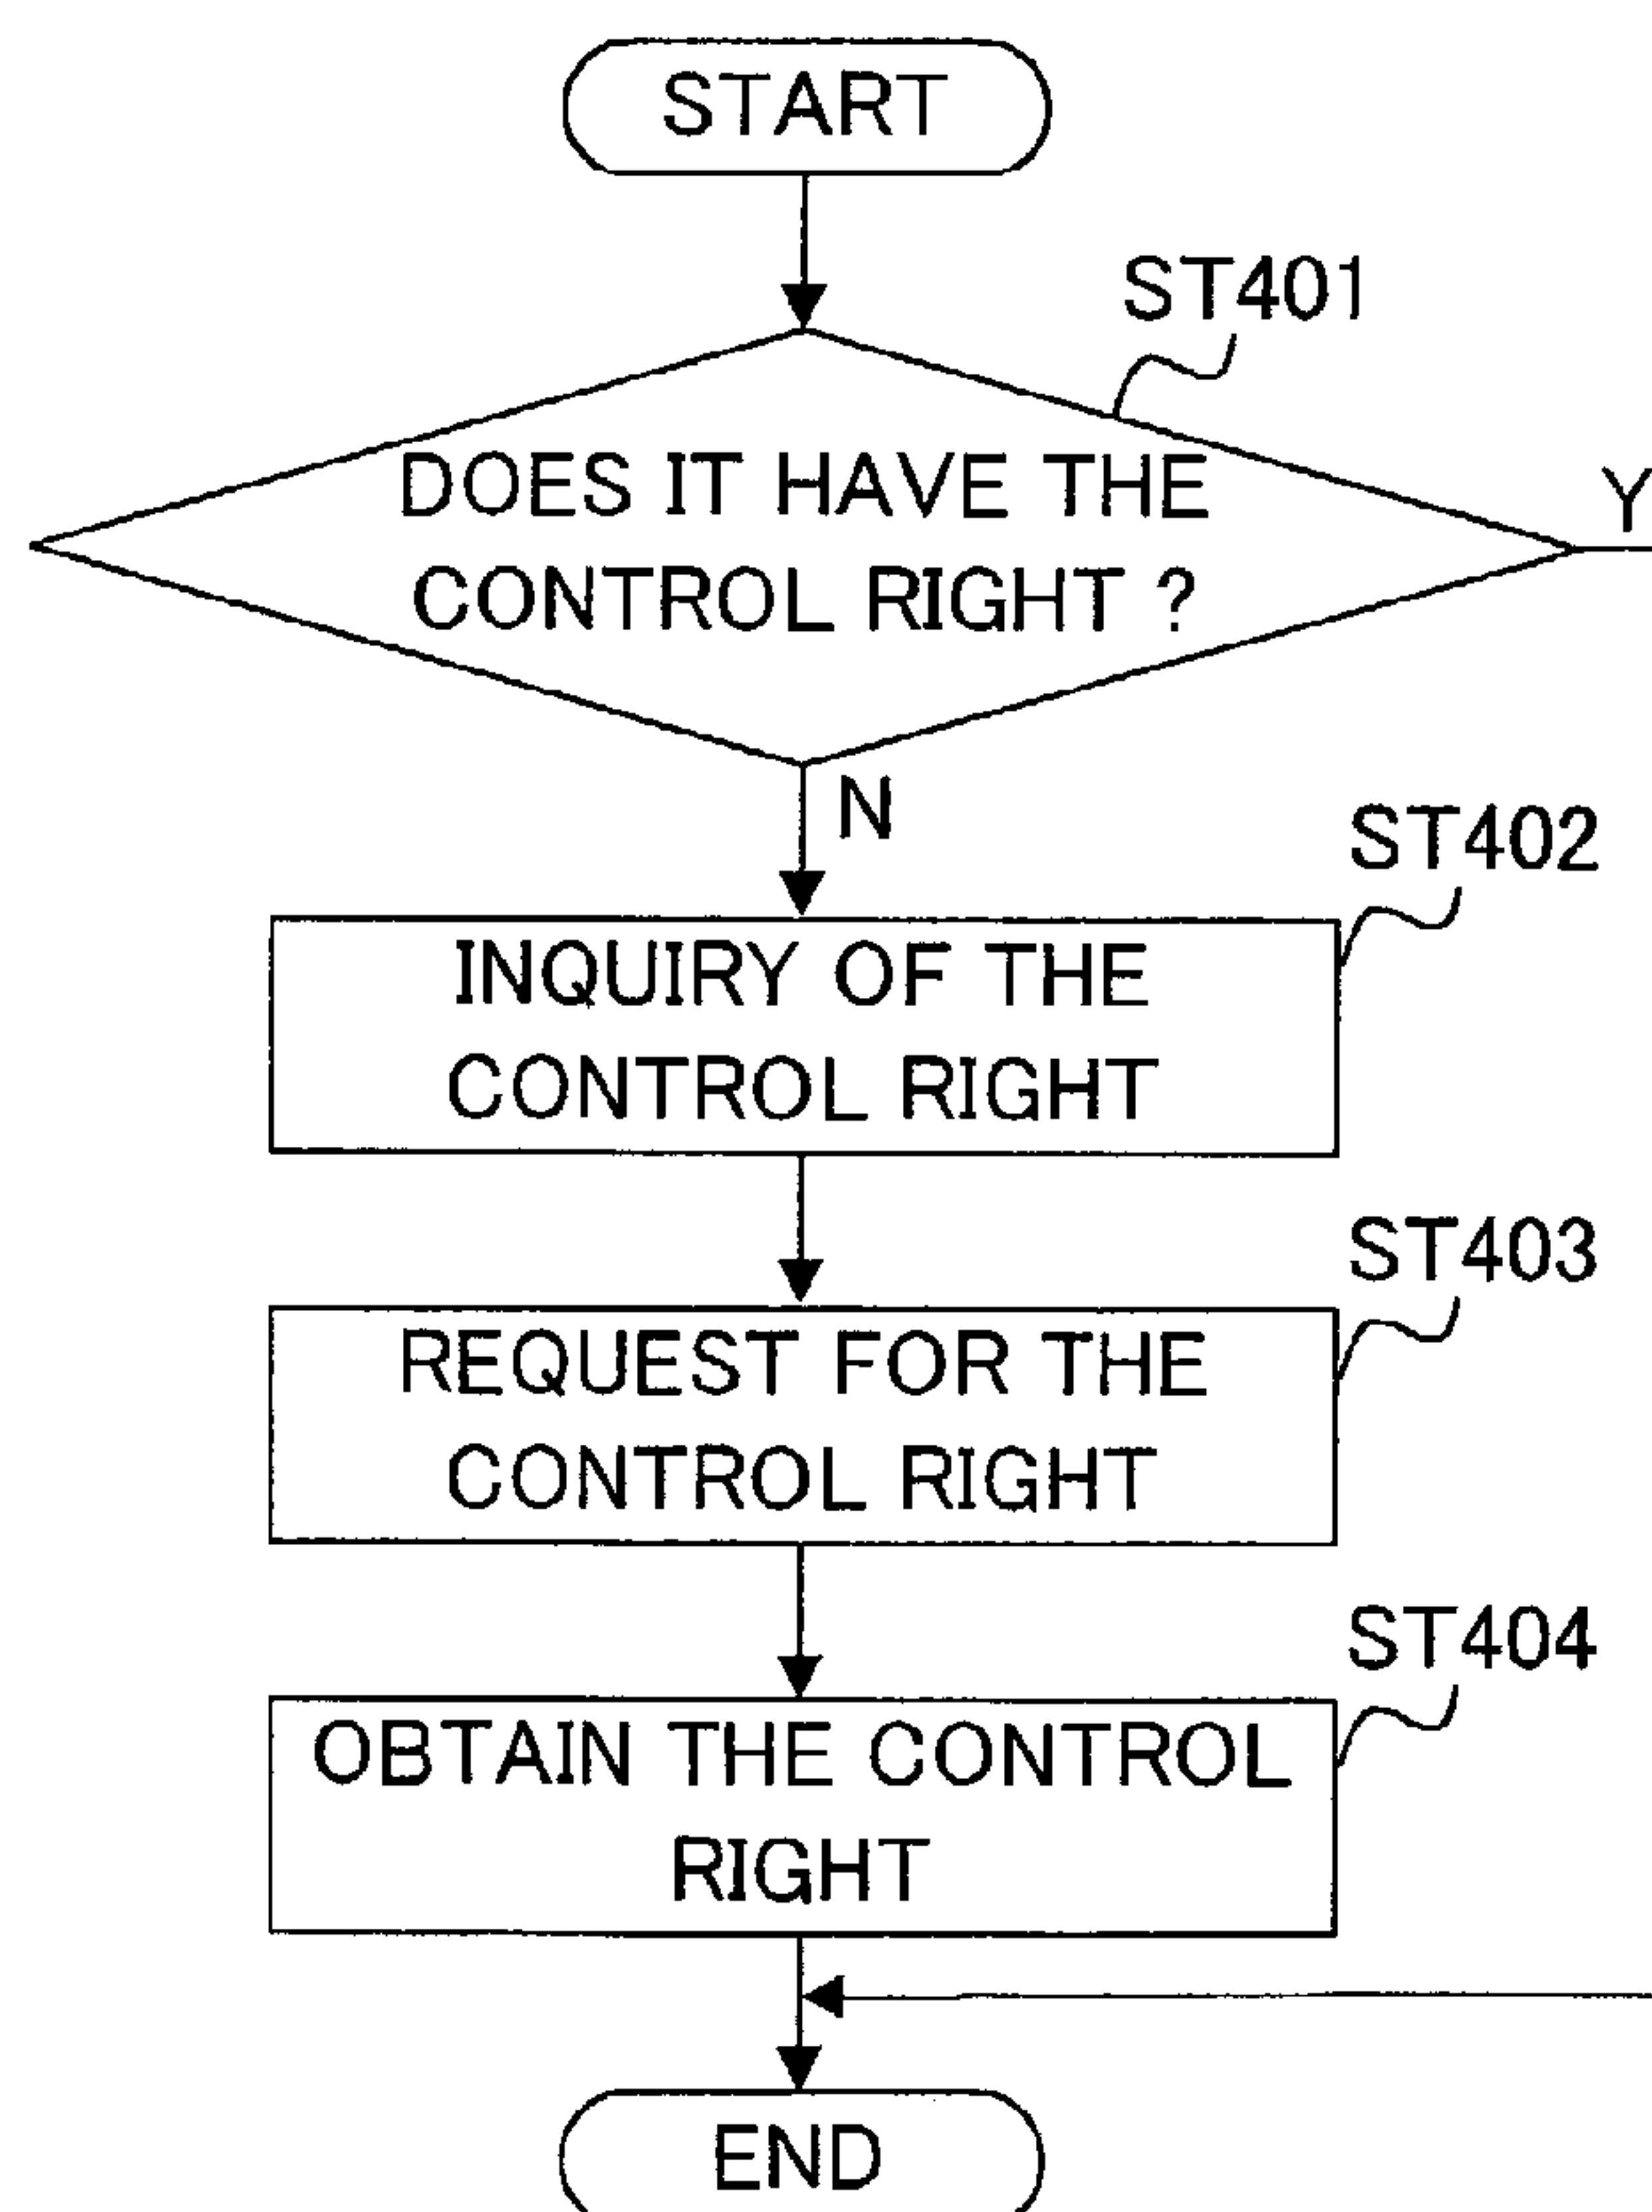 START
ST401
DOES IT HAVE THE
CONTROL RIGHT ?
Y
N
ST402
INQUIRY OF THE
CONTROL RIGHT
ST403
REQUEST FOR THE
CONTROL RIGHT
ST404
OBTAIN THE CONTROL
RIGHT
END